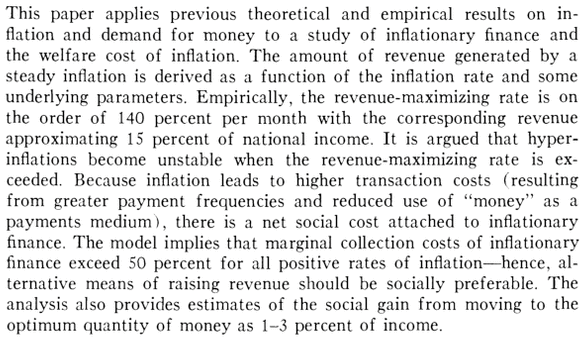 This paper applies previous theoretical and empirical results on in-
flation and demand for money to a study of inflationary finance and
the welfare cost of inflation. The amount of revenue generated by a
steady inflation is derived as a function of the inflation rate and some
underlying parameters. Empirically, the revenue-maximizing rate is on
the order of 140 percent per month with the corresponding revenue
approximating 15 percent of national income. It is argued that hyper-
inflations become unstable when the revenue-maximizing rate is ex-
ceeded. Because inflation leads to higher transaction costs (resulting
from greater payment frequencies and reduced use of “money” as a
payments medium), there is a net social cost attached to inflationary
finance. The model implies that marginal collection costs of inflationary
finance exceed 50 percent for all positive rates of inflation—hence, al-
ternative means of raising revenue should be socially preferable. The
analysis also provides estimates of the social gain from moving to the
optimum quantity of money as 1–3 percent of income.